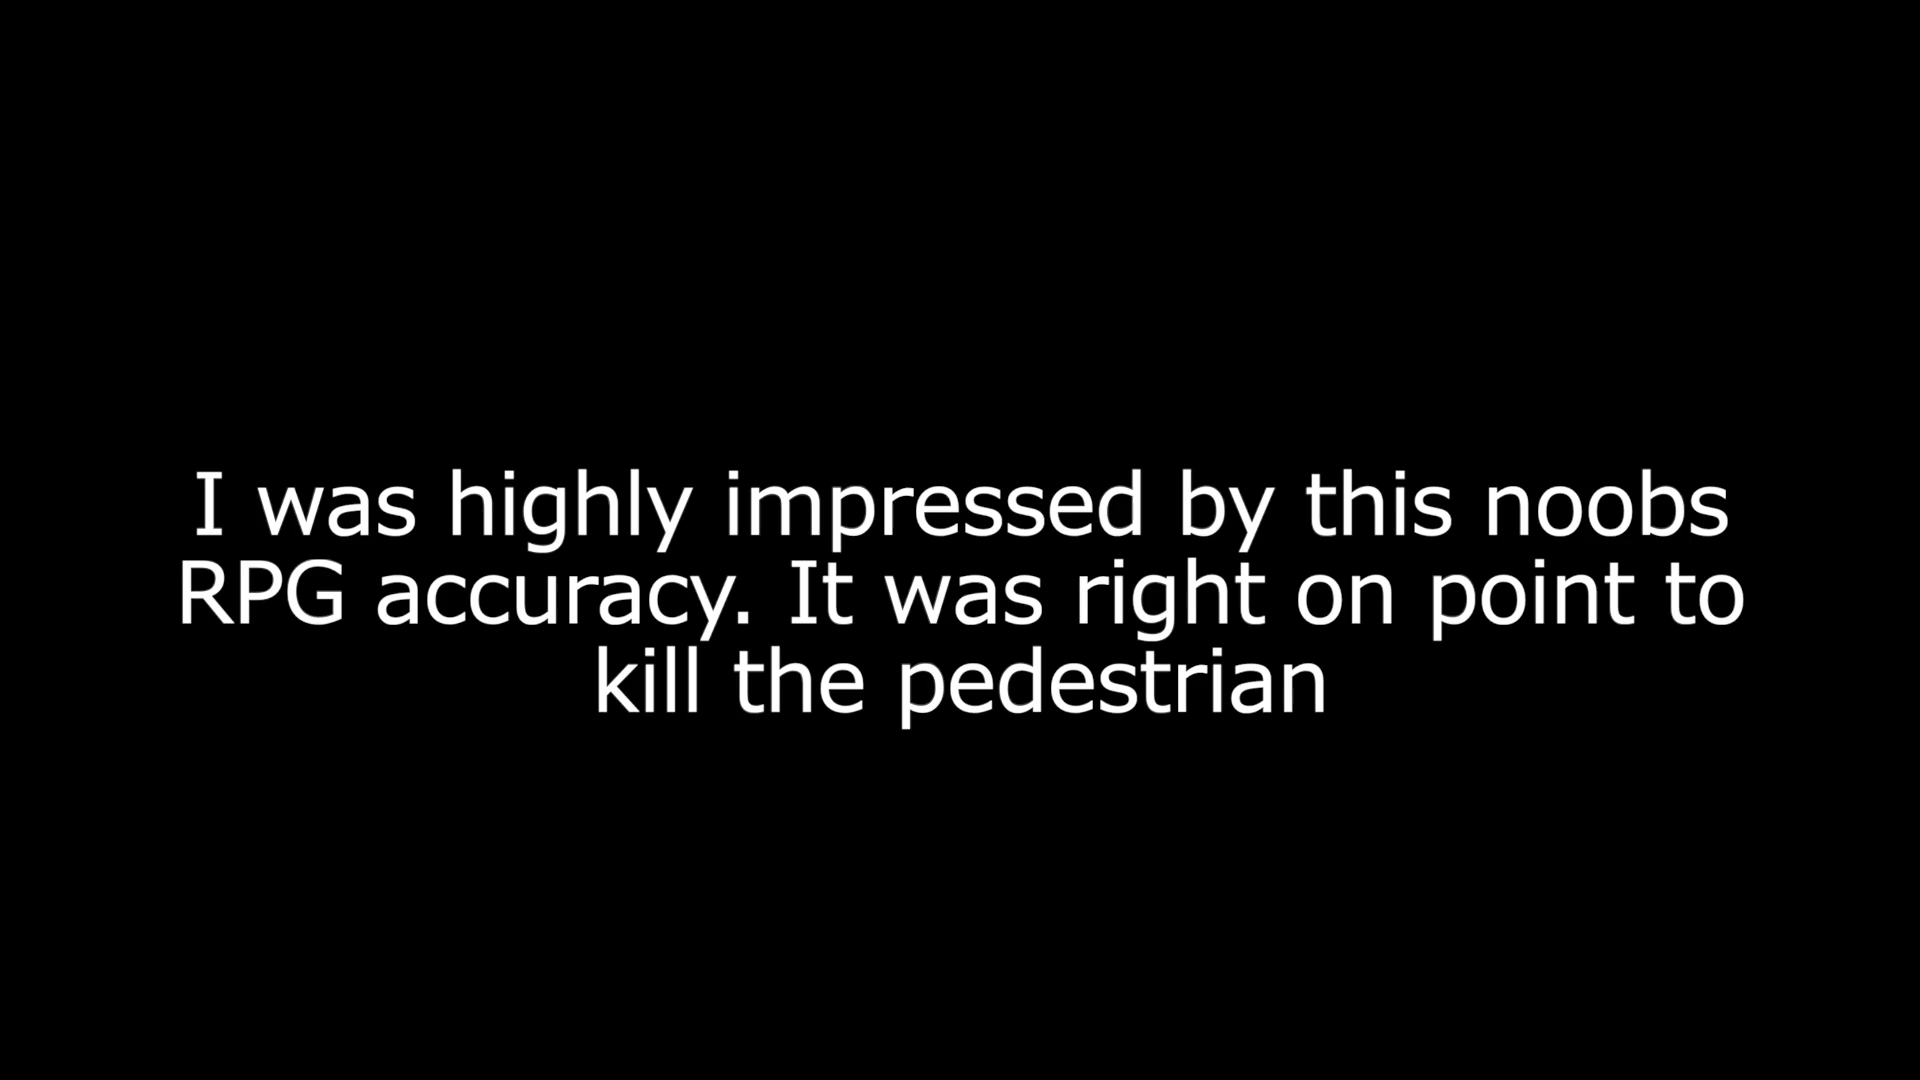 I was highly impressed by this noobs
RPG accuracy. It was right on point to
kill the pedestrian